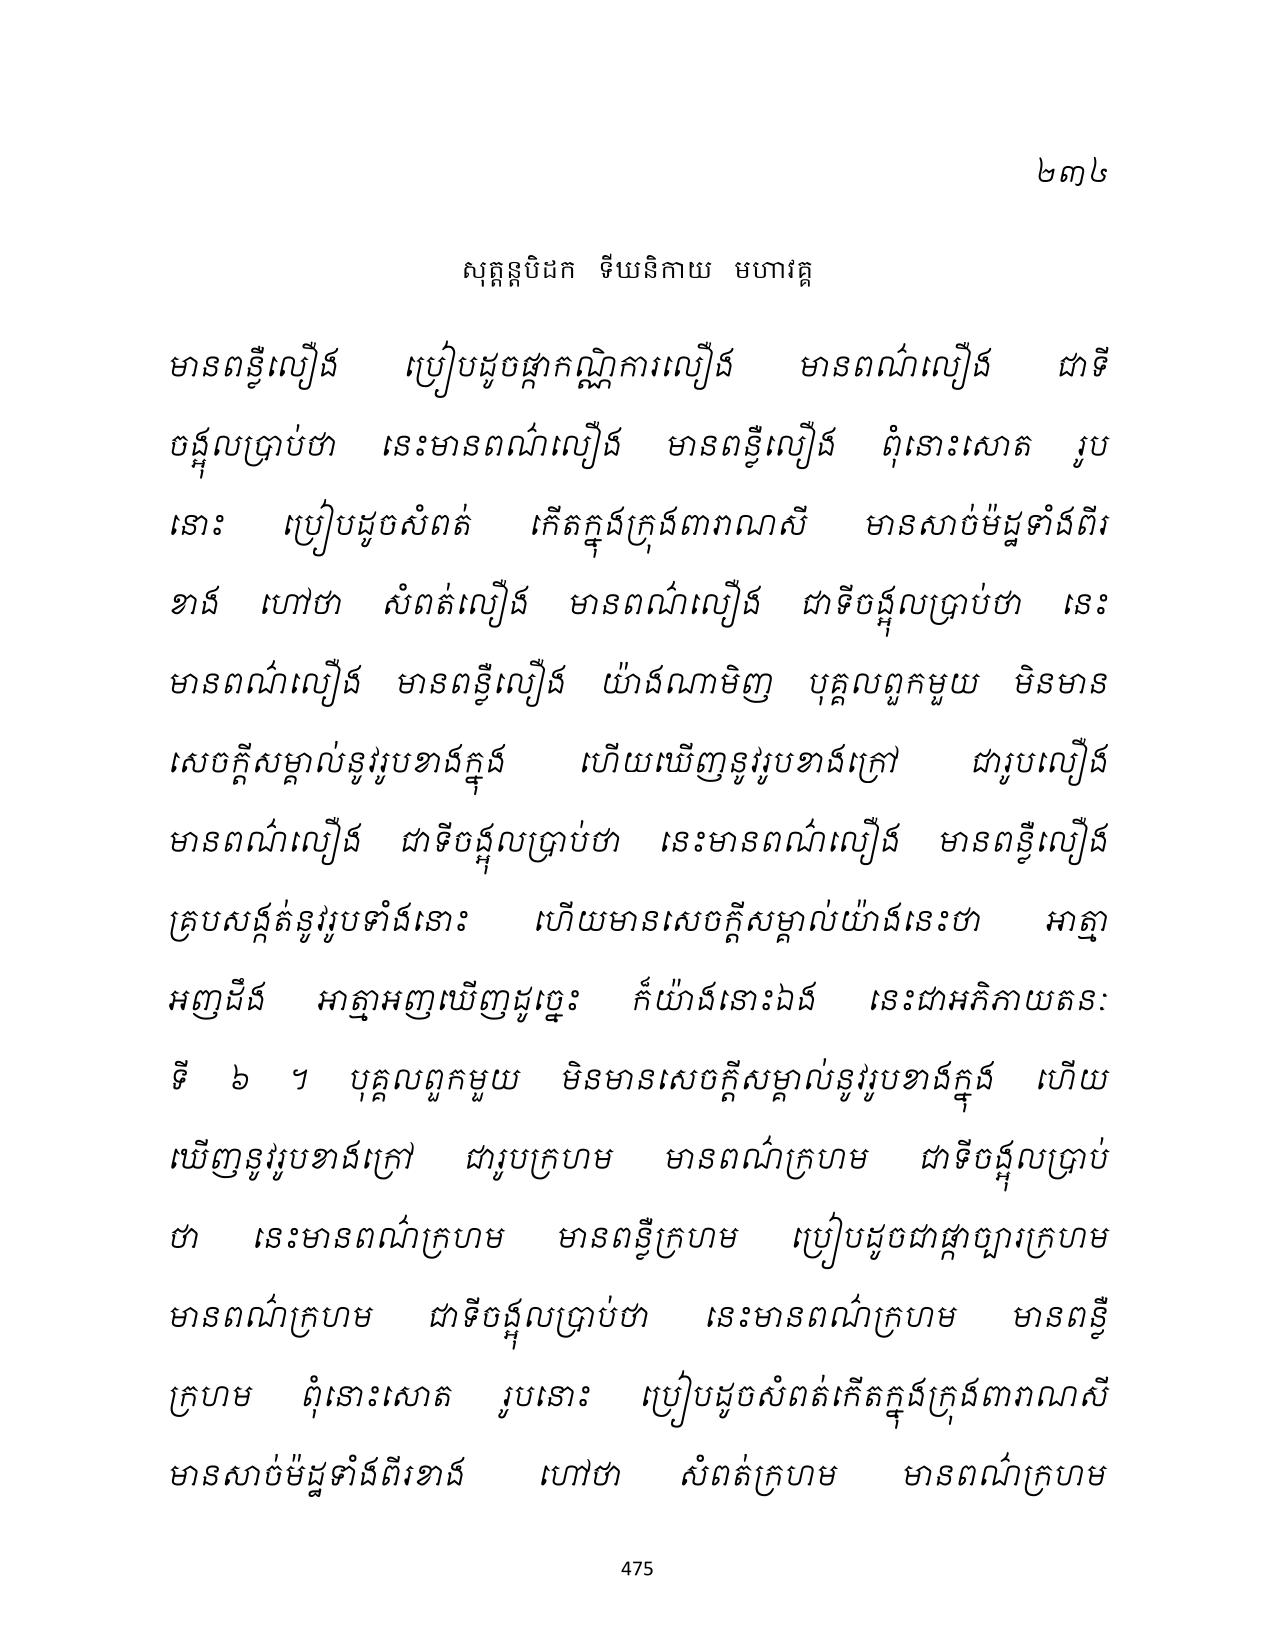 ២៣៤
សុត្តន្តបិដក ទីឃនិកាយ មហាវគ្គ
មានពន្លឺលឿង ប្រៀបដូចផ្កាកណ្ណិការលឿង មានពណ៌លឿង ជាទី
ចង្អុលប្រាប់ថា នេះមានពណ៌លឿង មានពន្លឺលឿង ពុំនោះសោត រូប
នោះ ប្រៀបដូចសំពត់ កើតក្នុងក្រុងពារាណសី មានសាច់ម៉ដ្ឋទាំងពីរ
ខាង ហៅថា សំពត់លឿង មានពណ៌លឿង ជាទីចង្អុលប្រាប់ថា នេះ
មានពណ៌លឿង មានពន្លឺលឿង យ៉ាងណាមិញ បុគ្គលពួកមួយ មិនមាន
សេចក្តីសម្គាល់នូវរូបខាងក្នុង ហើយឃើញនូវរូបខាងក្រៅ ជារូបលឿង
មានពណ៌លឿង ជាទីចង្អុលប្រាប់ថា នេះមានពណ៌លឿង មានពន្លឺលឿង
គ្របសង្កត់នូវរូបទាំងនោះ ហើយមានសេចក្តីសម្គាល់យ៉ាងនេះថា អាត្មា
អញដឹង អាត្មាអញឃើញដូច្នេះ ក៏យ៉ាងនោះឯង នេះជាអភិភាយតនៈ
ទី ៦ ។ បុគ្គលពួកមួយ មិនមានសេចក្តីសម្គាល់នូវរូបខាងក្នុង ហើយ
ឃើញនូវរូបខាងក្រៅ ជារូបក្រហម មានពណ៌ក្រហម ជាទីចង្អុលប្រាប់
ថា នេះមានពណ៌ក្រហម មានពន្លឺក្រហម ប្រៀបដូចជាផ្កាច្បារក្រហម
មានពណ៌ក្រហម ជាទីចង្អុលប្រាប់ថា នេះមានពណ៌ក្រហម មានពន្លឺ
ក្រហម ពុំនោះសោត រូបនោះ ប្រៀបដូចសំពត់កើតក្នុងក្រុងពារាណសី
មានសាច់ម៉ដ្ឋទាំងពីរខាង ហៅថា សំពត់ក្រហម មានពណ៌ក្រហម
475